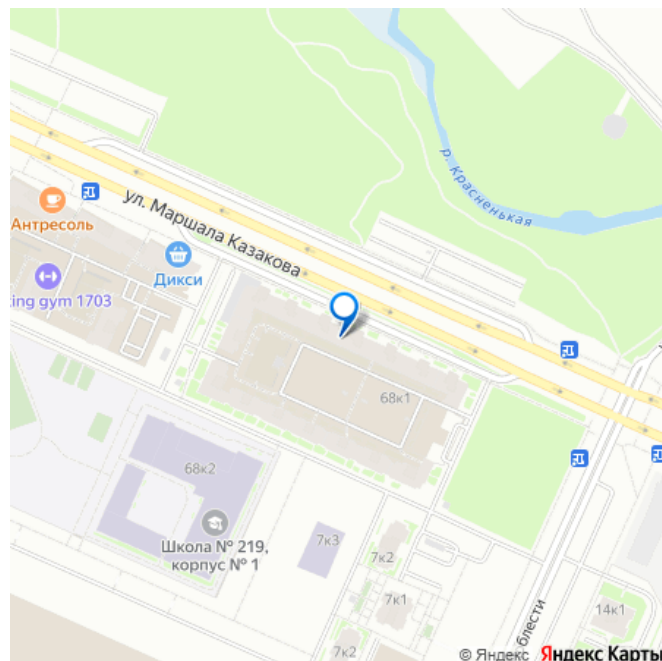 р. Красненькая
ул. Маршала Казакова
Антресоль
Дикси
king gym 1703
68к1
68к2
Школа № 219,
корпус № 1
7к3
7к2
7к1
7к2
14к1
блести
© Яндекс Яндекс Карты